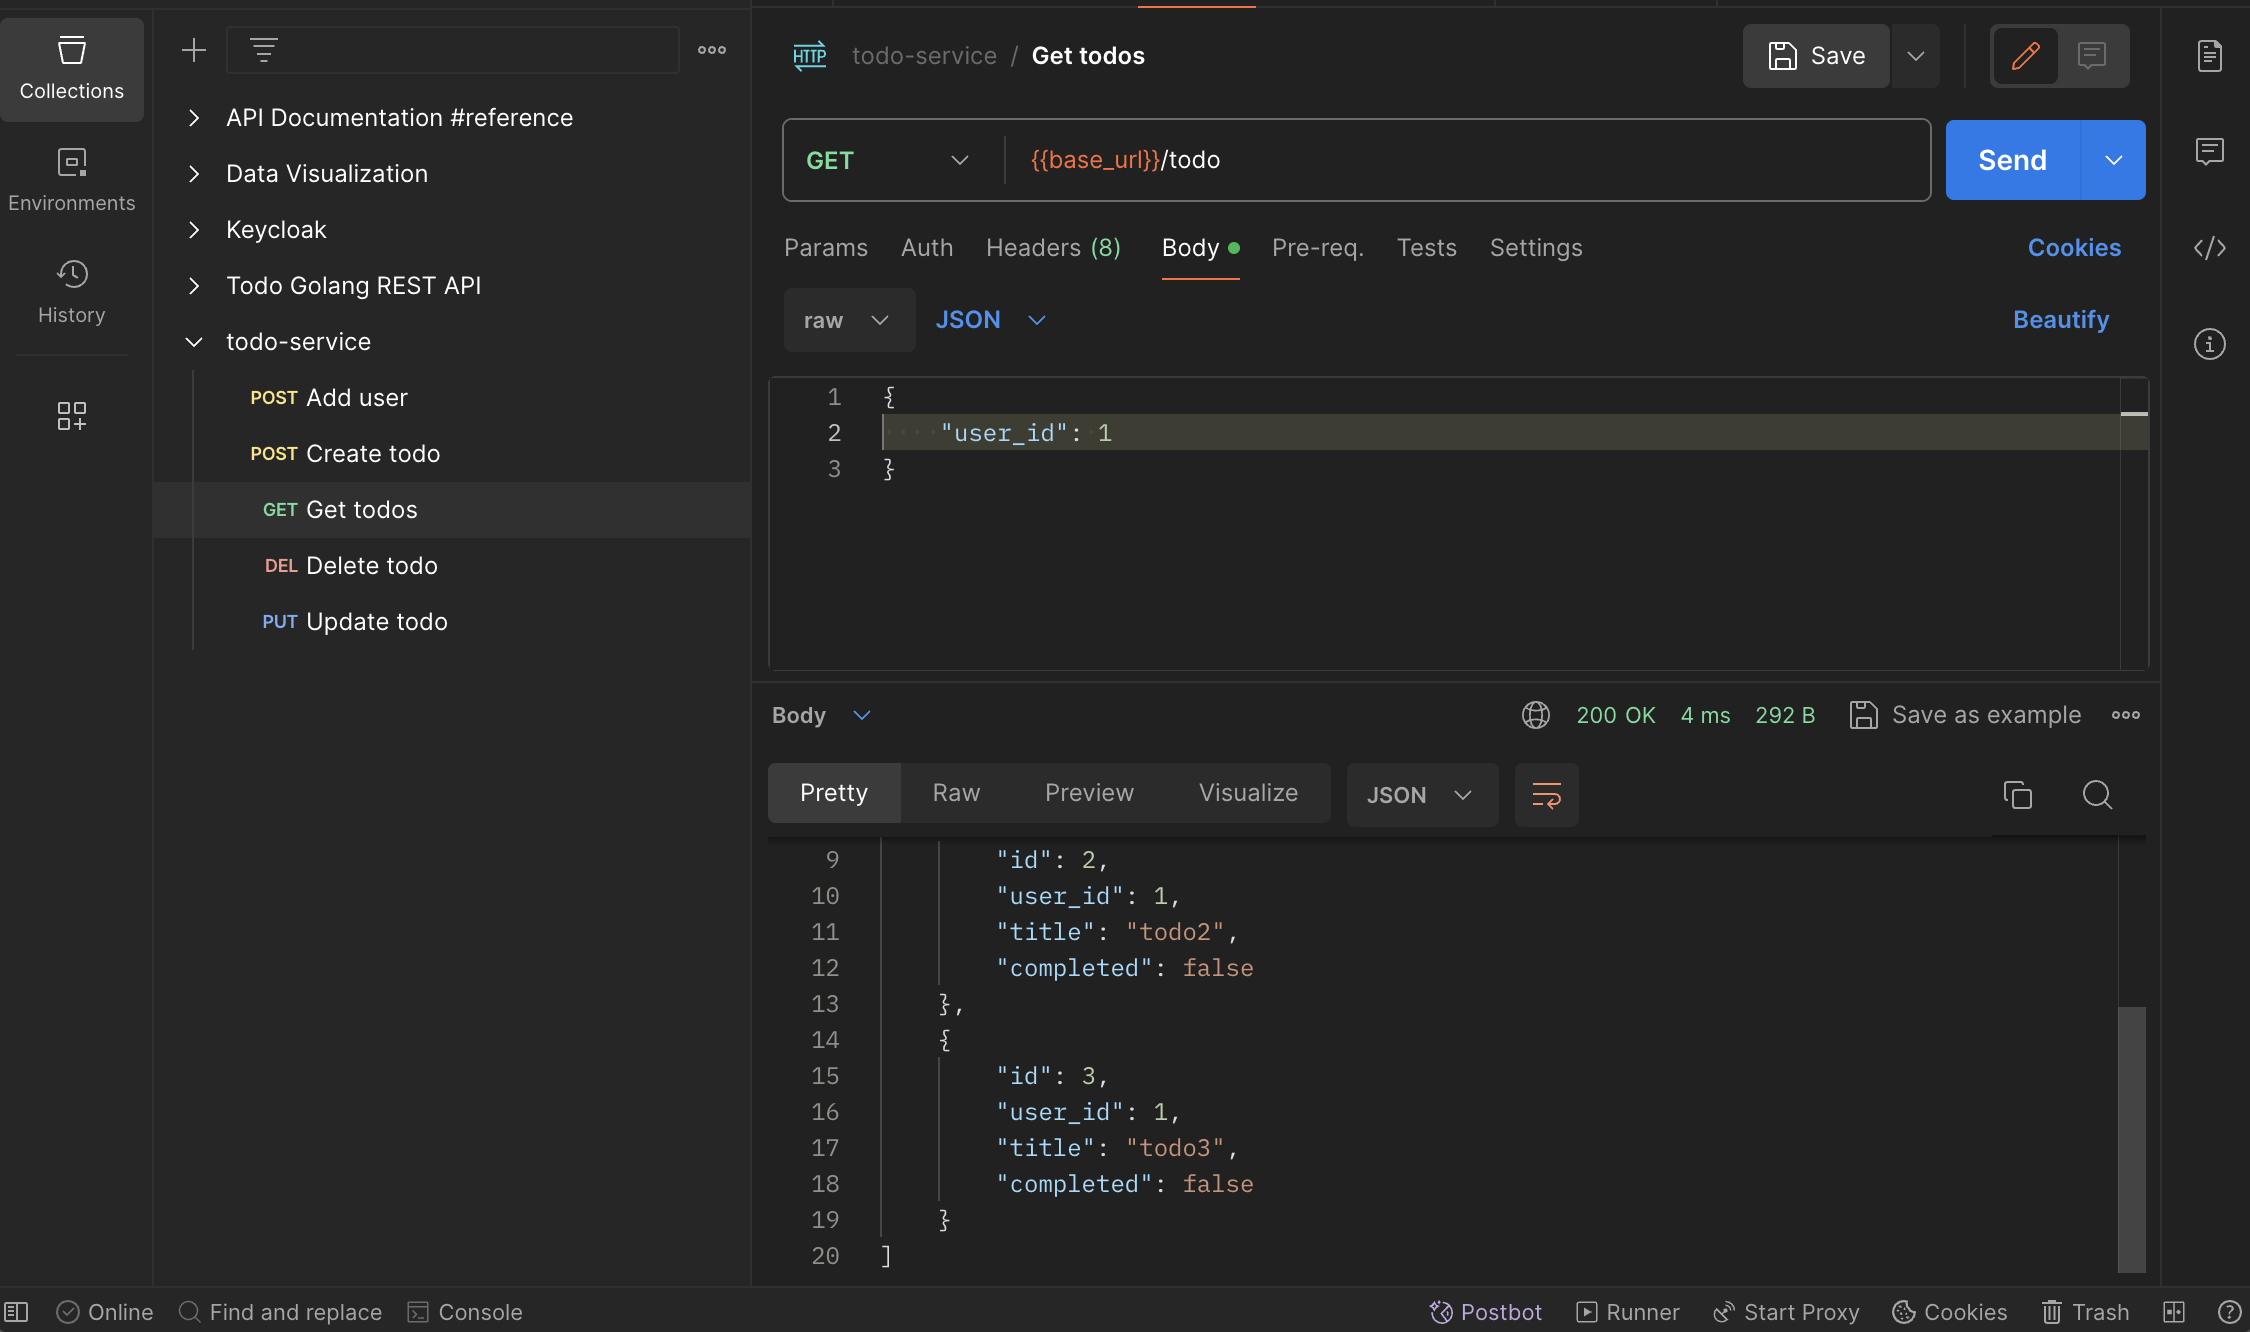 Collections
Environments
History
API Documentation #reference
Data Visualization
Keycloak
Todo Golang REST API
todo-service
POST Add user
POST Create todo
GET Get todos
DEL Delete todo
PUT Update todo
HTTP todo-service / Get todos
Save
GET {{base_url}}/todo
Send
Params Auth Headers (8) Body Pre-req. Tests Settings Cookies
raw JSON Beautify
1 {
2 "user_id": 1
3 }
Body 200 OK 4 ms 292 B Save as example
Pretty Raw Preview Visualize JSON
9 "id": 2,
10 "user_id": 1,
11 "title": "todo2",
12 "completed": false
13 },
14 {
15 "id": 3,
16 "user_id": 1,
17 "title": "todo3",
18 "completed": false
19 }
20 ]
Online Find and replace Console Postbot Runner Start Proxy Cookies Trash